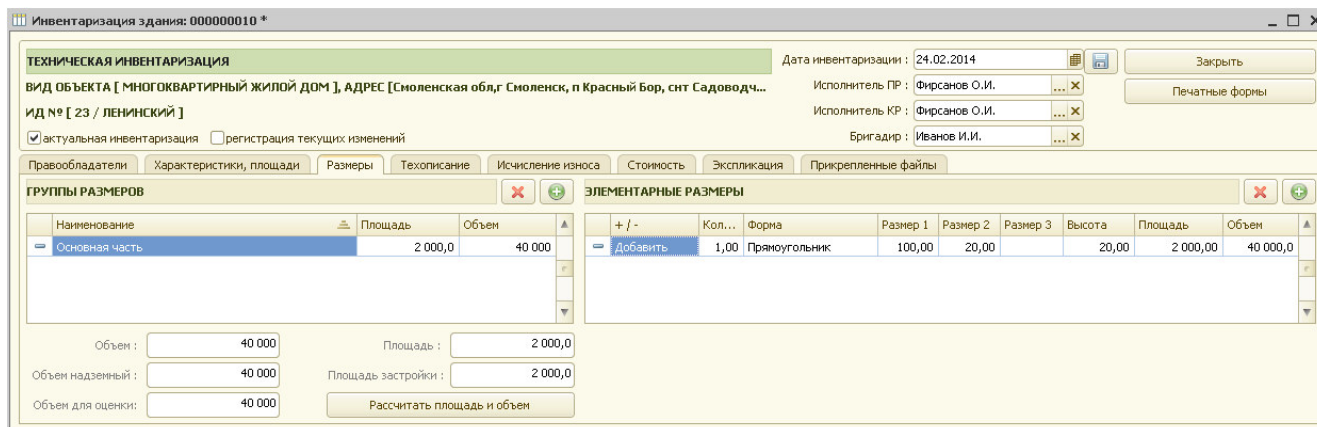 Инвентаризация здания: 000000010 *
ТЕХНИЧЕСКАЯ ИНВЕНТАРИЗАЦИЯ
Дата инвентаризации : 24.02.2014
Закрыть
ВИД ОБЪЕКТА [ МНОГОКВАРТИРНЫЙ ЖИЛОЙ ДОМ ], АДРЕС [Смоленская обл,г Смоленск, п Красный Бор, снт Садоводч...
Исполнитель ПР : Фирсанов О.И. ...
Печатные формы
ИД № [ 23 / ЛЕНИНСКИЙ ]
Исполнитель КР : Фирсанов О.И. ...
актуальная инвентаризация регистрация текущих изменений
Бригадир : Иванов И.И. ...
Правообладатели Характеристики, площади Размеры Техописание Исчисление износа Стоимость Экспликация Прикрепленные файлы
ГРУППЫ РАЗМЕРОВ
ЭЛЕМЕНТАРНЫЕ РАЗМЕРЫ
Наименование Площадь Объем
+ / - Кол... Форма Размер 1 Размер 2 Размер 3 Высота Площадь Объем
Основная часть 2 000,0 40 000
Добавить 1,00 Прямоугольник 100,00 20,00 20,00 2 000,00 40 000,0
Объем : 40 000 Площадь : 2 000,0
Объем надземный : 40 000 Площадь застройки : 2 000,0
Объем для оценки: 40 000 Рассчитать площадь и объем